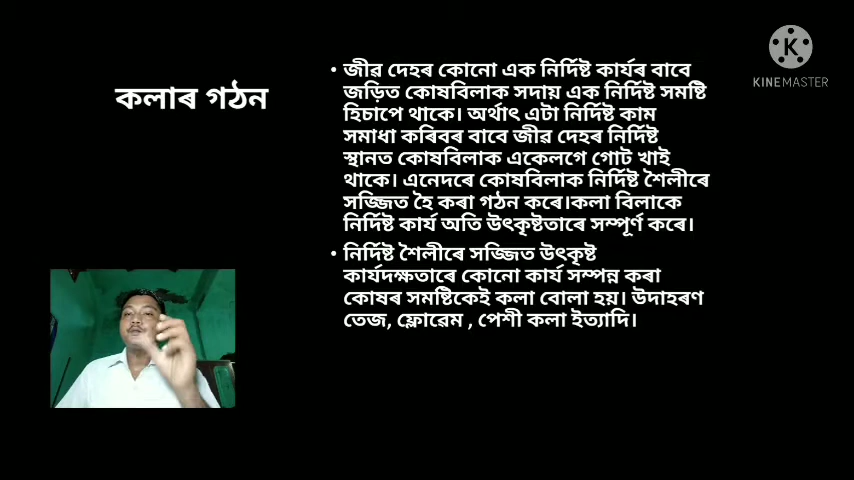 কলাৰ গঠন
• জীৱ দেহৰ কোনো এক নিৰ্দিষ্ট কাৰ্যৰ বাবে
জড়িত কোষবিলাক সদায় এক নিৰ্দিষ্ট সমষ্টি
হিচাপে থাকে। অৰ্থাৎ এটা নিৰ্দিষ্ট কাম
সমাধা কৰিবৰ বাবে জীৱ দেহৰ নিৰ্দিষ্ট
স্থানত কোষবিলাক একেলগে গোট খাই
থাকে। এনেদৰে কোষবিলাক নিৰ্দিষ্ট শৈলীৰে
সজ্জিত হৈ কৰা গঠন কৰে।কলা বিলাকে
নিৰ্দিষ্ট কাৰ্য অতি উৎকৃষ্টতাৰে সম্পূৰ্ণ কৰে।
• নিৰ্দিষ্ট শৈলীৰে সজ্জিত উৎকৃষ্ট
কাৰ্যদক্ষতাৰে কোনো কাৰ্য সম্পন্ন কৰা
কোষৰ সমষ্টিকেই কলা বোলা হয়। উদাহৰণ
তেজ, ফ্লোৱেম , পেশী কলা ইত্যাদি।
K
KINEMASTER